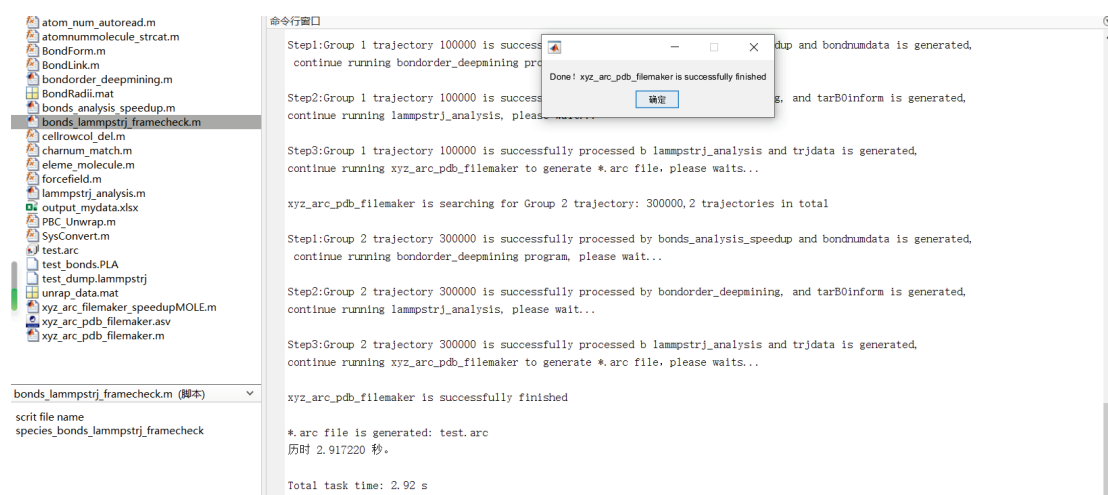 atom_num_autoread.m
atomnummolecule_strcat.m
BondForm.m
BondLink.m
bondorder_deepmining.m
BondRadii.mat
bonds_analysis_speedup.m
bonds_lammpstrj_framecheck.m
cellrowcol_del.m
charnum_match.m
eleme_molecule.m
forcefield.m
lammpstrj_analysis.m
output_mydata.xlsx
PBC_Unwrap.m
SysConvert.m
test.arc
test_bonds.PLA
test_dump.lammpstrj
unrap_data.mat
xyz_arc_filemaker_speedupMOLE.m
xyz_arc_pdb_filemaker.asv
xyz_arc_pdb_filemaker.m
bonds_lammpstrj_framecheck.m (脚本)
scrit file name
species_bonds_lammpstrj_framecheck
命令行窗口
Step1:Group 1 trajectory 100000 is success
dup and bondnumdata is generated,
continue running bondorder_deepmining pro
Step2:Group 1 trajectory 100000 is success
g, and tarBOinform is generated,
continue running lammpstrj_analysis, please wait...
Step3:Group 1 trajectory 100000 is successfully processed b lammpstrj_analysis and trjdata is generated,
continue running xyz_arc_pdb_filemaker to generate *.arc file, please waits...
xyz_arc_pdb_filemaker is searching for Group 2 trajectory: 300000,2 trajectories in total
Step1:Group 2 trajectory 300000 is successfully processed by bonds_analysis_speedup and bondnumdata is generated,
continue running bondorder_deepmining program, please wait...
Step2:Group 2 trajectory 300000 is successfully processed by bondorder_deepmining, and tarBOinform is generated,
continue running lammpstrj_analysis, please wait...
Step3:Group 2 trajectory 300000 is successfully processed b lammpstrj_analysis and trjdata is generated,
continue running xyz_arc_pdb_filemaker to generate *.arc file, please waits...
xyz_arc_pdb_filemaker is successfully finished
*.arc file is generated: test.arc
历时 2.917220 秒。
Total task time: 2.92 s
Done! xyz_arc_pdb_filemaker is successfully finished
确定